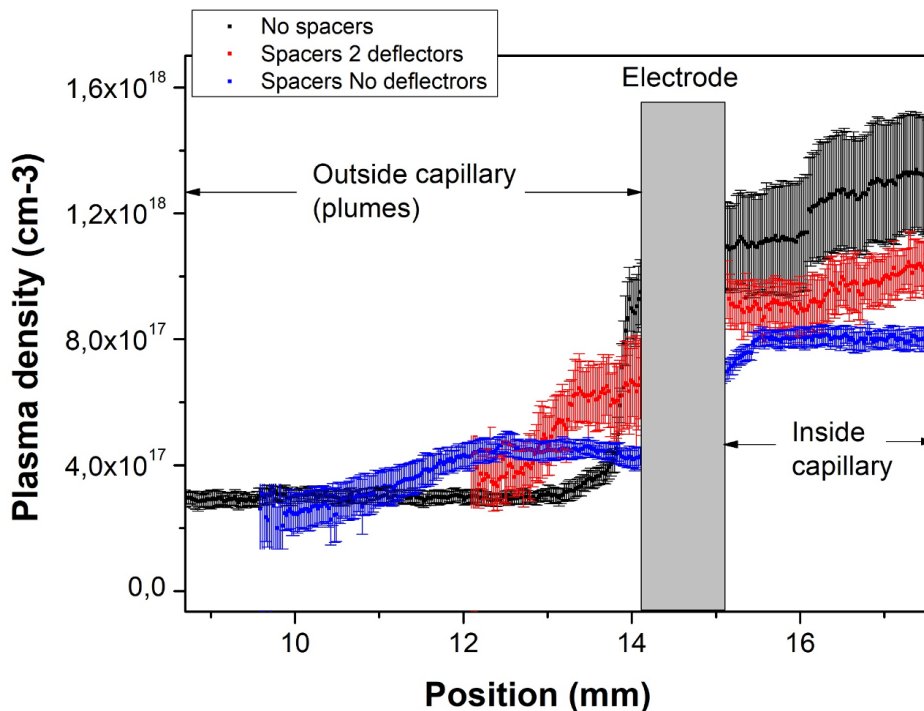 No spacers
Spacers 2 deflectors
Spacers No deflectrors
Electrode
Outside capillary
(plumes)
Inside
capillary
1,6x10^18
1,2x10^18
8,0x10^17
4,0x10^17
0,0
Plasma density (cm-3)
10 12 14 16
Position (mm)